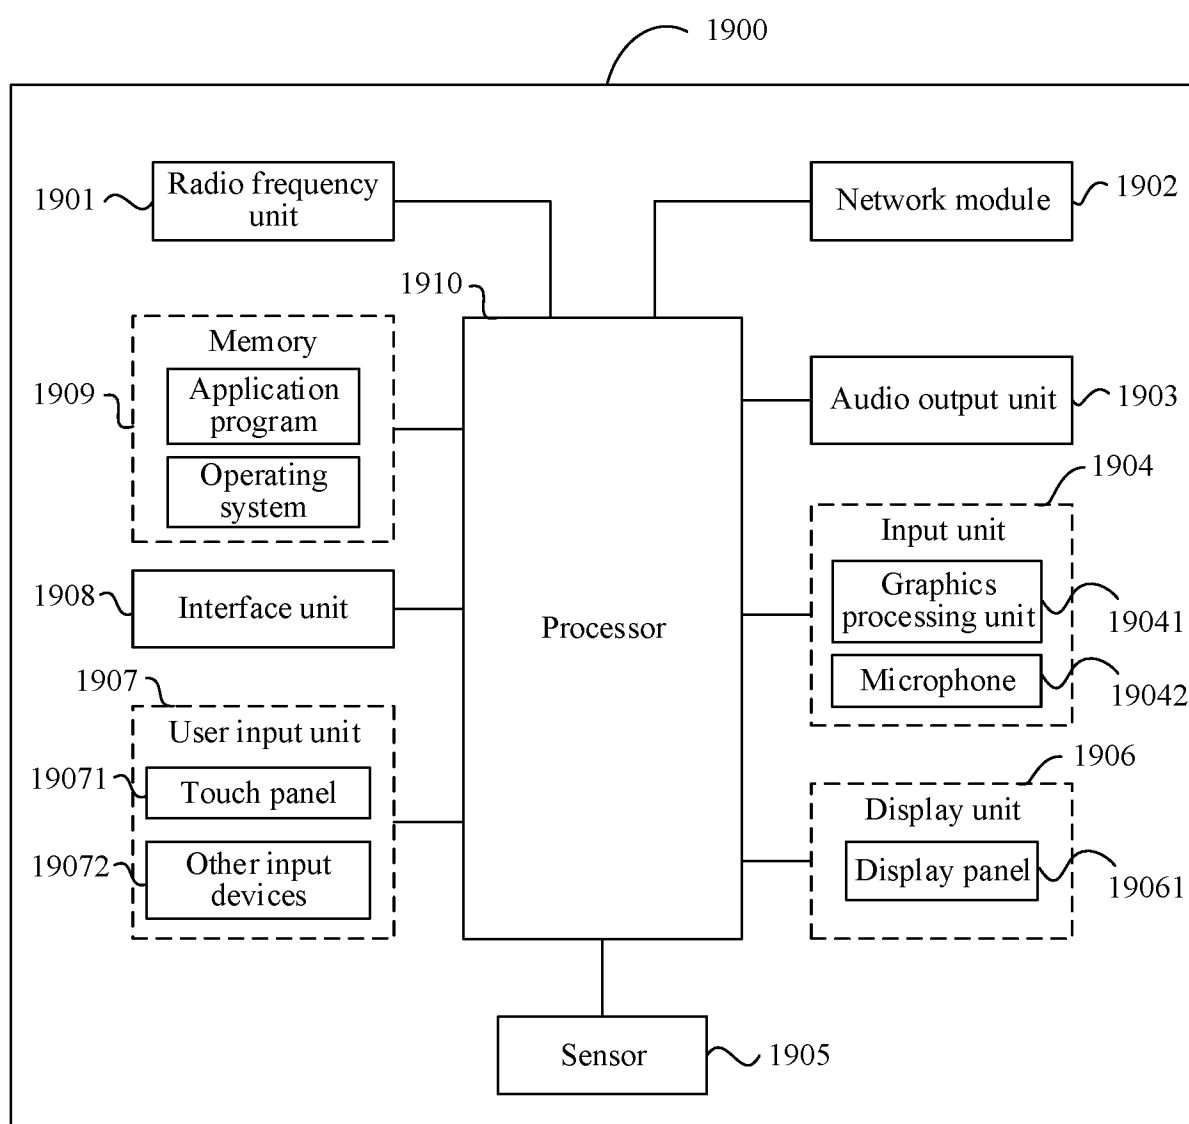 1900
1901
Radio frequency
unit
Network module
1902
1910
Memory
Application
program
Operating
system
1909
Audio output unit
1903
1904
Input unit
Graphics
processing unit
19041
Microphone
19042
1908
Interface unit
Processor
1907
User input unit
19071
Touch panel
19072
Other input
devices
1906
Display unit
Display panel
19061
Sensor
1905